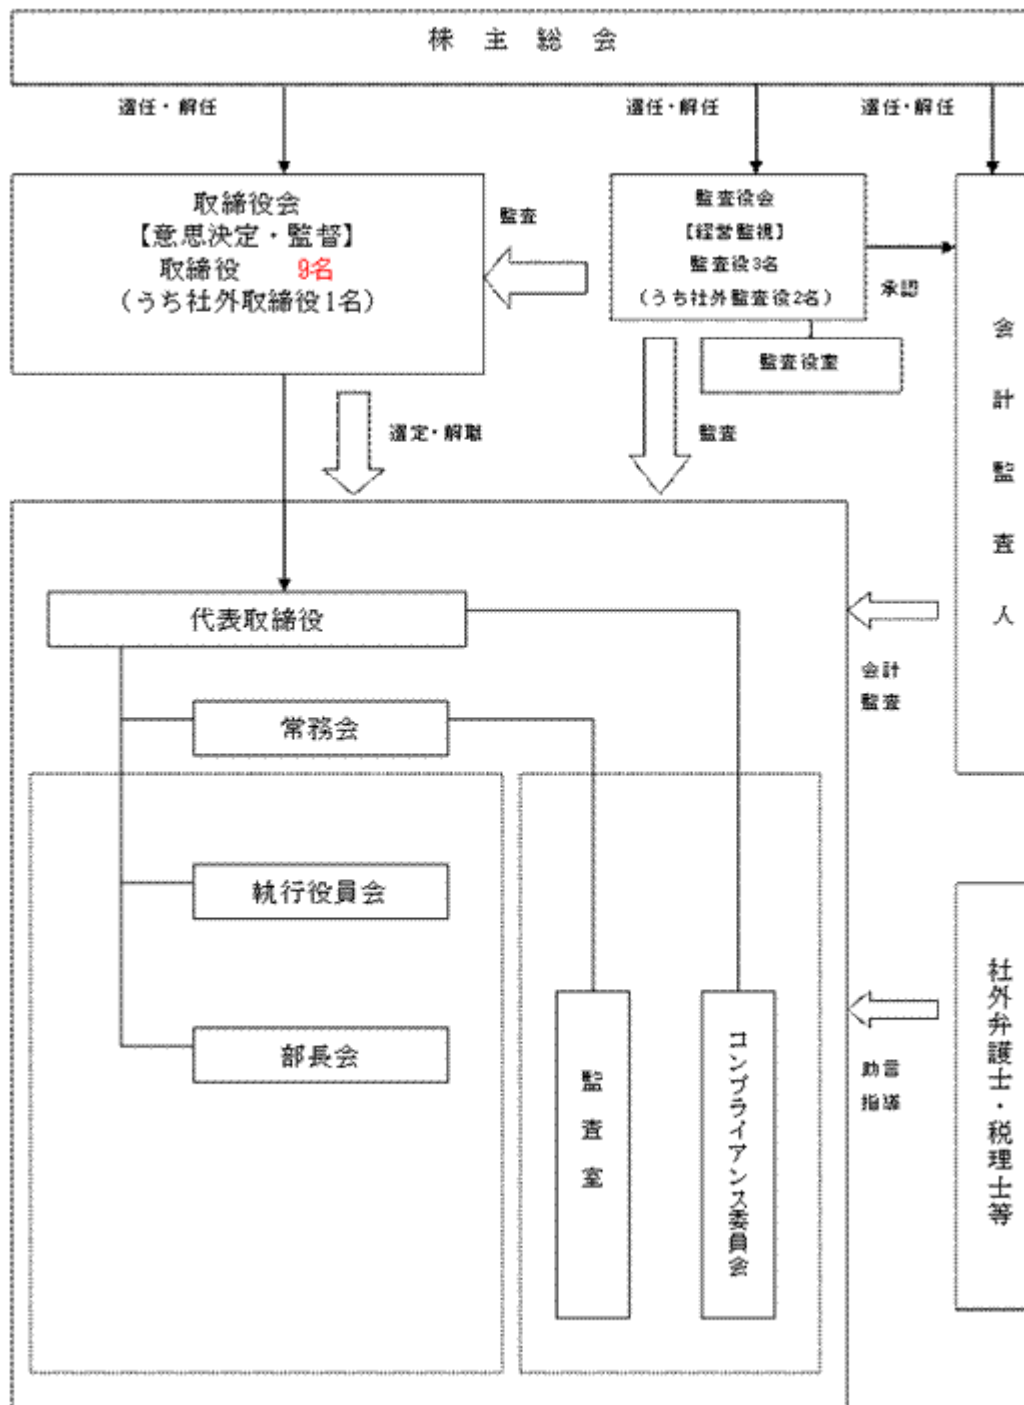 株主総会
選任・解任
選任・解任
選任・解任
取締役会
【意思決定・監督】
取締役 9名
（うち社外取締役1名）
監査
監査役会
【経営監視】
監査役3名
（うち社外監査役2名）
承認
会計監査人
監査役室
選定・解職
監査
代表取締役
会計
監査
常務会
執行役員会
部長会
監査室
コンプライアンス委員会
助言
指導
社外弁護士・税理士等